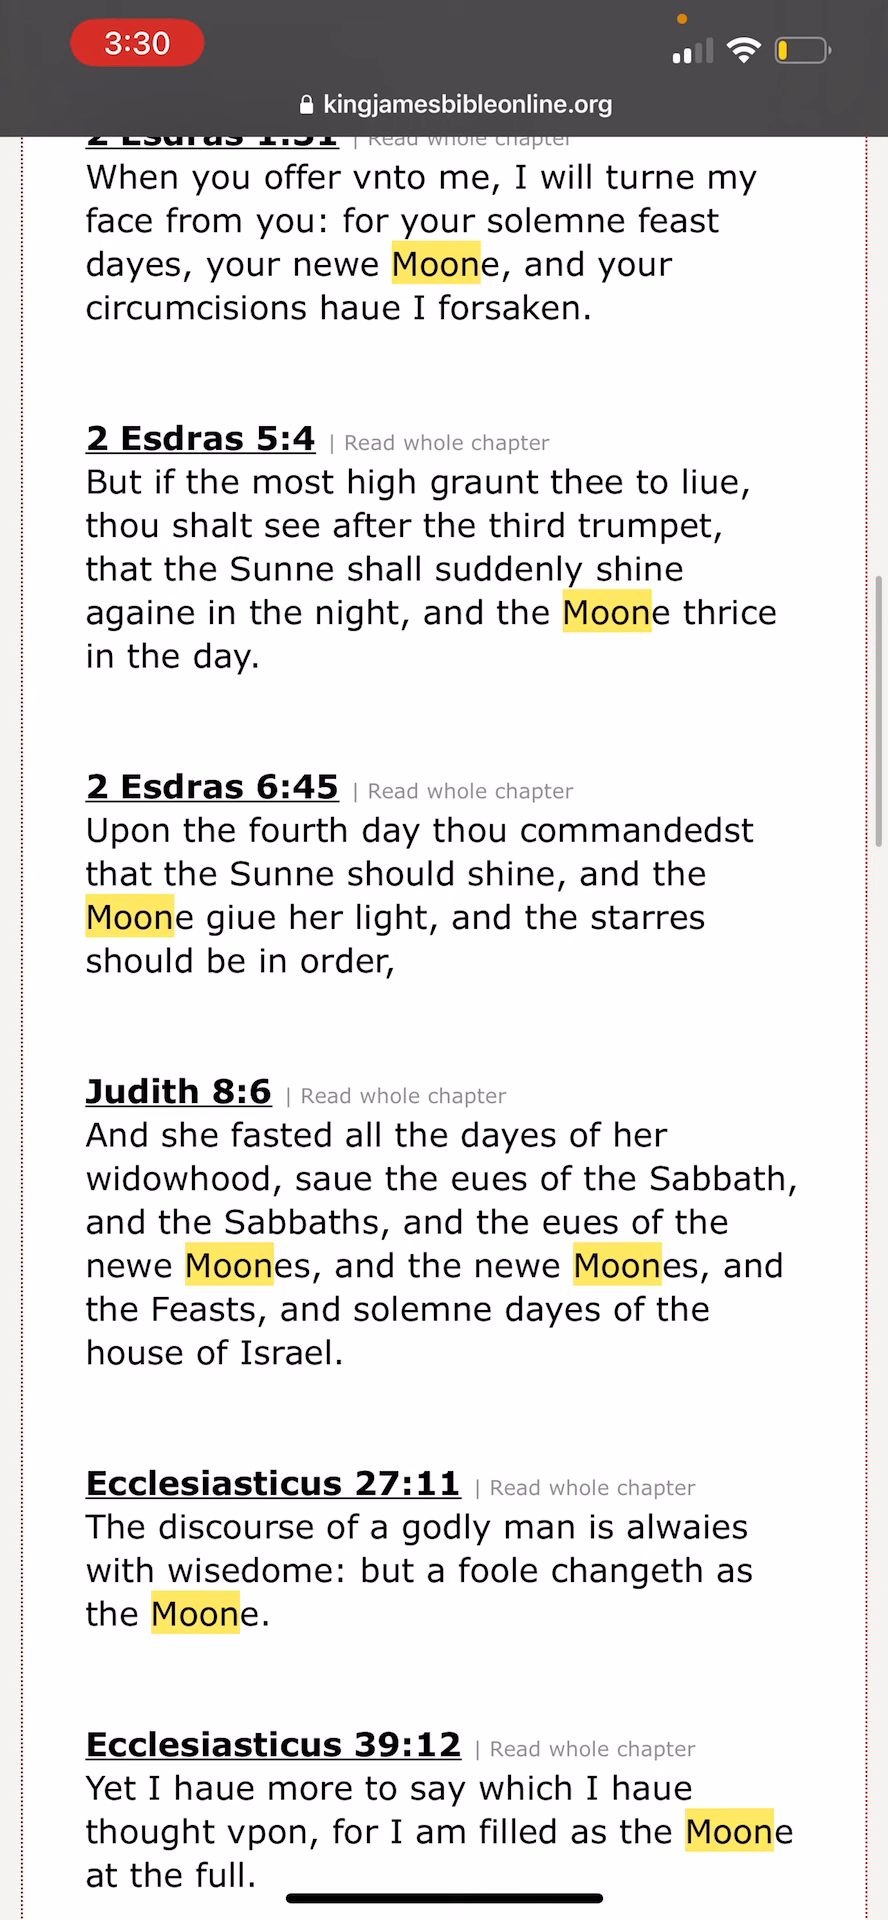 3:30
kingjamesbibleonline.org
2 Esdras 1:31 | Read whole chapter
When you offer vnto me, I will turne my
face from you: for your solemne feast
dayes, your newe Moone, and your
circumcisions haue I forsaken.
2 Esdras 5:4 | Read whole chapter
But if the most high graunt thee to liue,
thou shalt see after the third trumpet,
that the Sunne shall suddenly shine
againe in the night, and the Moone thrice
in the day.
2 Esdras 6:45 | Read whole chapter
Upon the fourth day thou commandedst
that the Sunne should shine, and the
Moone giue her light, and the starres
should be in order,
Judith 8:6 | Read whole chapter
And she fasted all the dayes of her
widowhood, saue the eues of the Sabbath,
and the Sabbaths, and the eues of the
newe Moones, and the newe Moones, and
the Feasts, and solemne dayes of the
house of Israel.
Ecclesiasticus 27:11 | Read whole chapter
The discourse of a godly man is alwaies
with wisedome: but a foole changeth as
the Moone.
Ecclesiasticus 39:12 | Read whole chapter
Yet I haue more to say which I haue
thought vpon, for I am filled as the Moone
at the full.